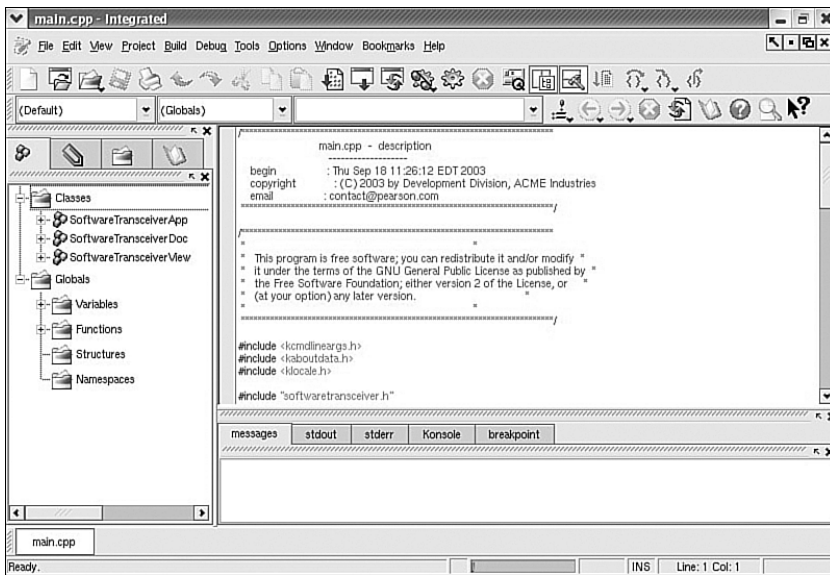 main.cpp - Integrated
File Edit View Project Build Debug Tools Options Window Bookmarks Help
(Default) (Globals)
Classes
SoftwareTransceiverApp
SoftwareTransceiverDoc
SoftwareTransceiverView
Globals
Variables
Functions
Structures
Namespaces
/***************************************************************************
main.cpp - description
-------------------
begin : Thu Sep 18 11:26:12 EDT 2003
copyright : (C) 2003 by Development Division, ACME Industries
email : contact@pearson.com
***************************************************************************/
/***************************************************************************
* *
* This program is free software; you can redistribute it and/or modify *
* it under the terms of the GNU General Public License as published by *
* the Free Software Foundation; either version 2 of the License, or *
* (at your option) any later version. *
* *
***************************************************************************/
#include <kcmdlineargs.h>
#include <kaboutdata.h>
#include <klocale.h>
#include "softwaretransceiver.h"
messages stdout stderr Konsole breakpoint
main.cpp
Ready. INS Line: 1 Col: 1